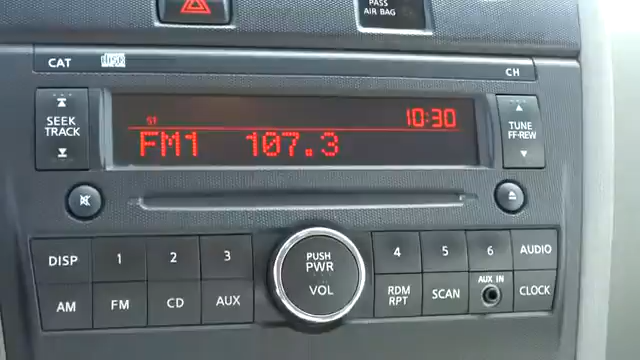 PASS
AIR BAG
CAT
CH
SEEK
TRACK
ST
10:30
FM1 107.3
TUNE
FF·REW
DISP
1
2
3
PUSH
PWR
VOL
4
5
6
AUDIO
AM
FM
CD
AUX
RDM
RPT
SCAN
AUX IN
CLOCK